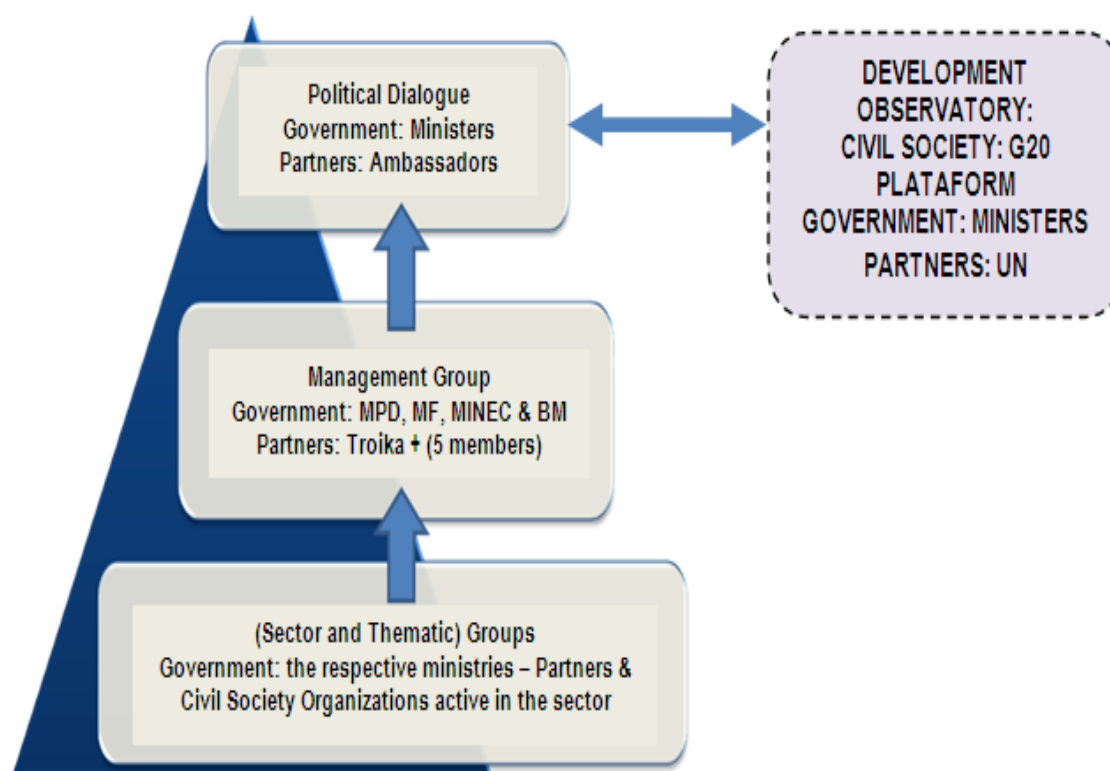 Political Dialogue
Government: Ministers
Partners: Ambassadors
DEVELOPMENT
OBSERVATORY:
CIVIL SOCIETY: G20
PLATAFORM
GOVERNMENT: MINISTERS
PARTNERS: UN
Management Group
Government: MPD, MF, MINEC & BM
Partners: Troika + (5 members)
(Sector and Thematic) Groups
Government: the respective ministries – Partners &
Civil Society Organizations active in the sector